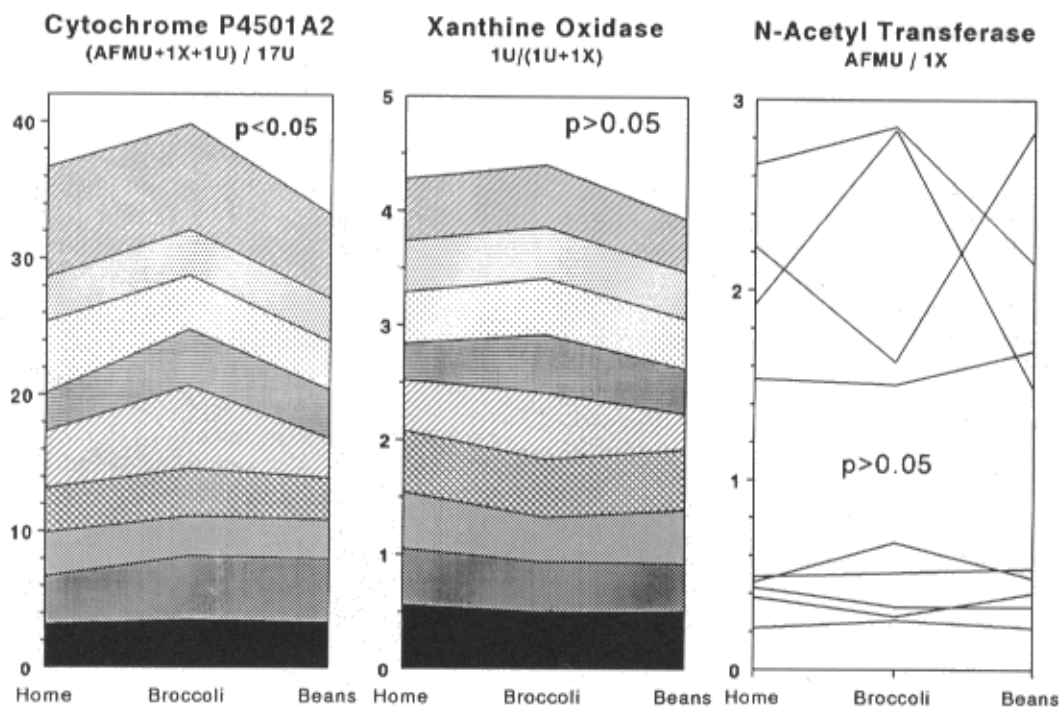 Cytochrome P4501A2
(AFMU+1X+1U) / 17U
40
30
20
10
0
p<0.05
Home Broccoli Beans
Xanthine Oxidase
1U/(1U+1X)
5
4
3
2
1
0
p>0.05
Home Broccoli Beans
N-Acetyl Transferase
AFMU / 1X
3
2
1
0
p>0.05
Home Broccoli Beans